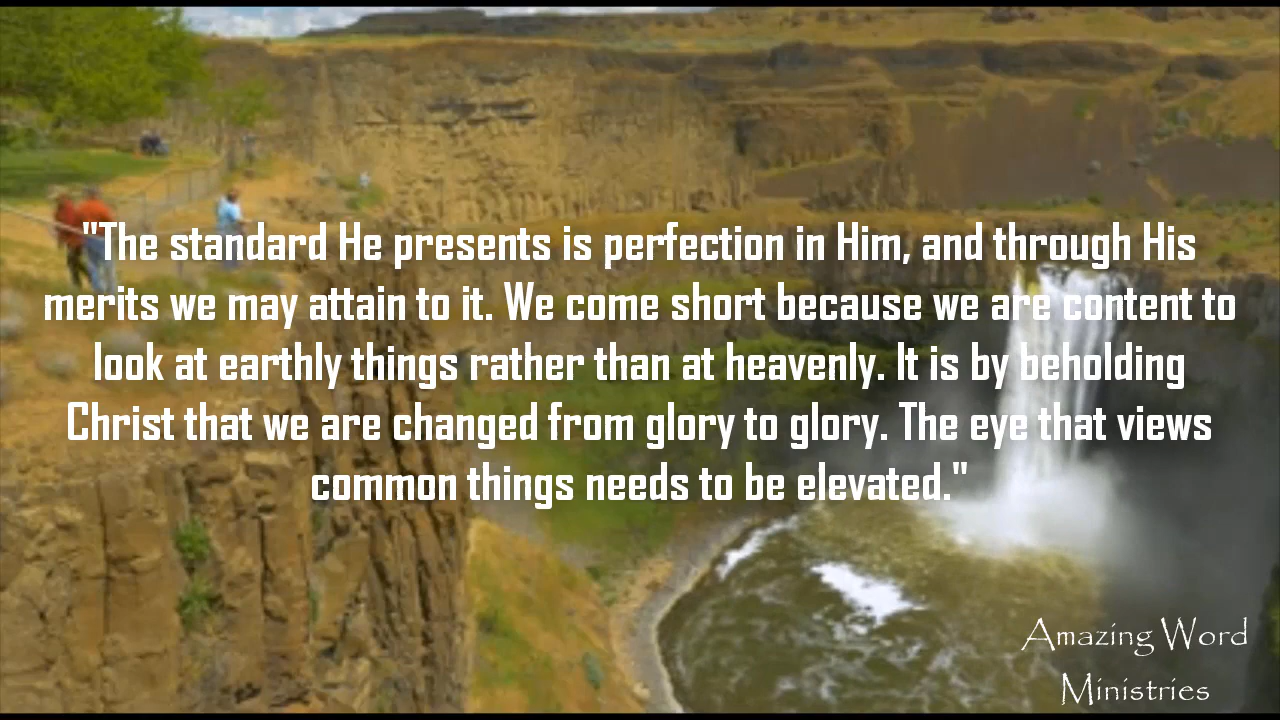 "The standard He presents is perfection in Him, and through His
merits we may attain to it. We come short because we are content to
look at earthly things rather than at heavenly. It is by beholding
Christ that we are changed from glory to glory. The eye that views
common things needs to be elevated."
Amazing Word
Ministries